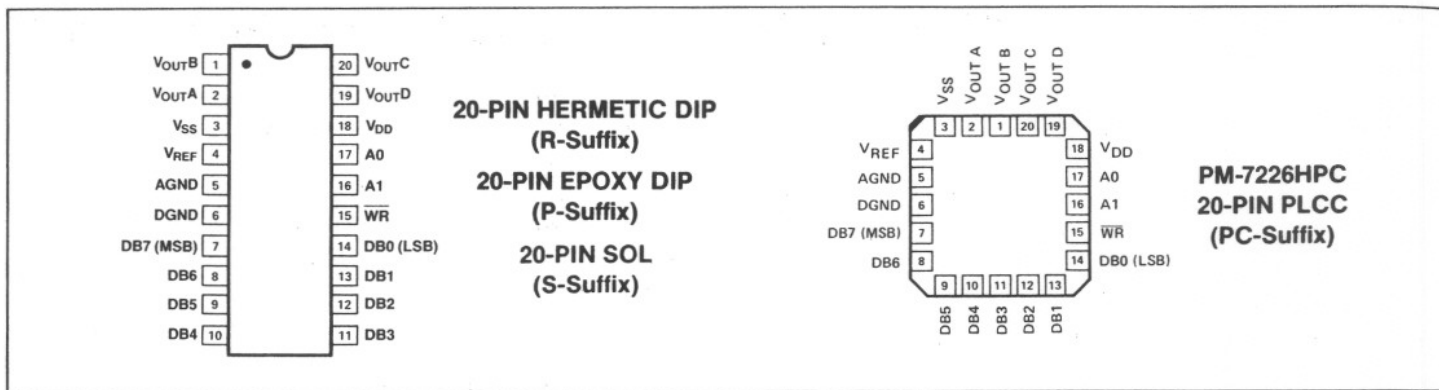 VOUTB 1
VOUTA 2
VSS 3
VREF 4
AGND 5
DGND 6
DB7 (MSB) 7
DB6 8
DB5 9
DB4 10
20 VOUTC
19 VOUTD
18 VDD
17 A0
16 A1
15 W̅R̅
14 DB0 (LSB)
13 DB1
12 DB2
11 DB3
20-PIN HERMETIC DIP
(R-Suffix)
20-PIN EPOXY DIP
(P-Suffix)
20-PIN SOL
(S-Suffix)
VSS
VOUT A
VOUT B
VOUT C
VOUT D
3 2 1 20 19
VREF 4
AGND 5
DGND 6
DB7 (MSB) 7
DB6 8
18 VDD
17 A0
16 A1
15 W̅R̅
14 DB0 (LSB)
9 10 11 12 13
DB5
DB4
DB3
DB2
DB1
PM-7226HPC
20-PIN PLCC
(PC-Suffix)